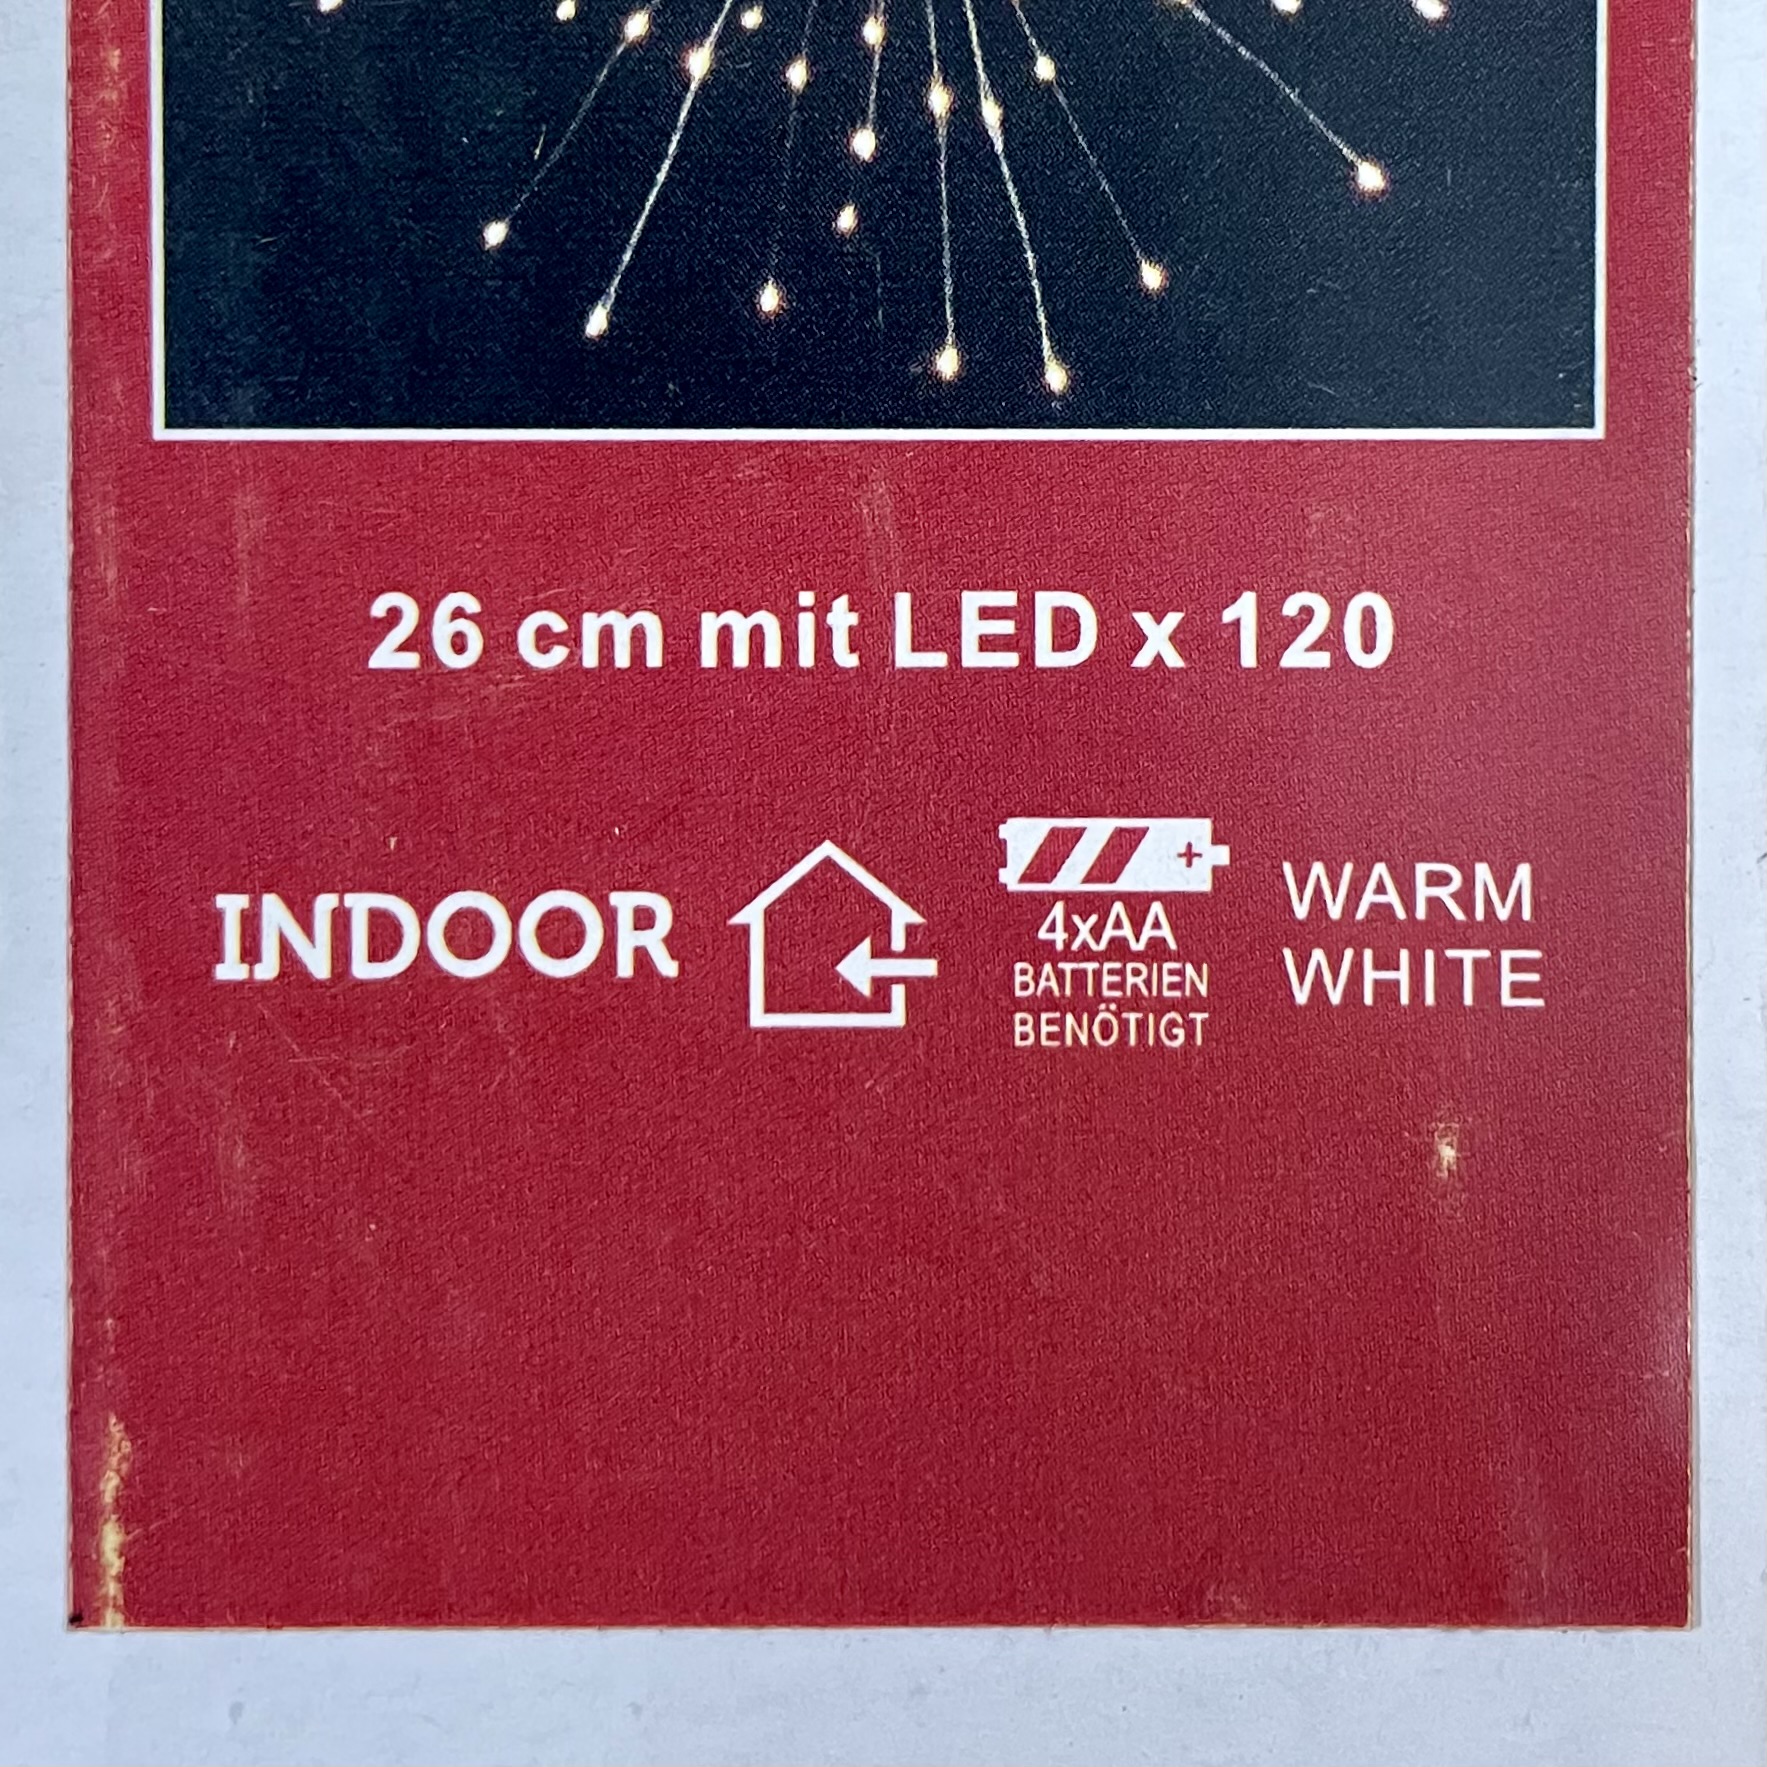 26 cm mit LED x 120
INDOOR
4xAA
BATTERIEN
BENÖTIGT
WARM
WHITE